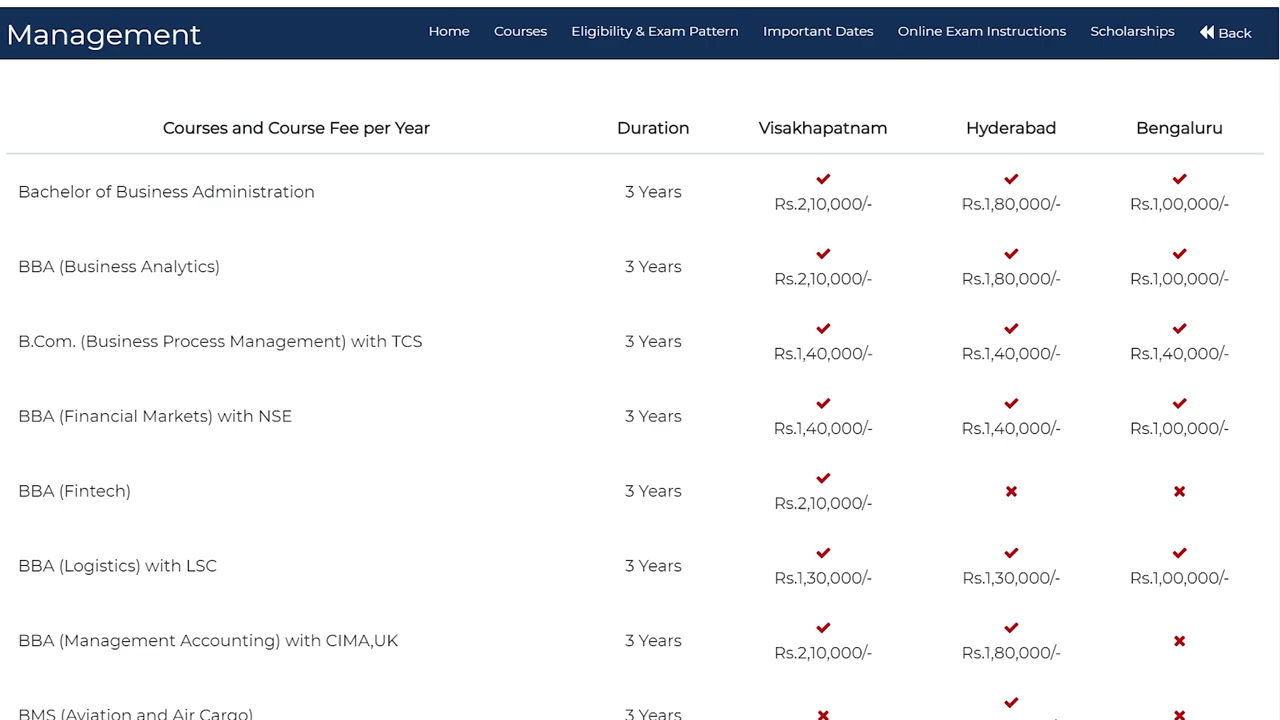 Management Home Courses Eligibility & Exam Pattern Important Dates Online Exam Instructions Scholarships Back
Courses and Course Fee per Year Duration Visakhapatnam Hyderabad Bengaluru
Bachelor of Business Administration 3 Years Rs.2,10,000/- Rs.1,80,000/- Rs.1,00,000/-
BBA (Business Analytics) 3 Years Rs.2,10,000/- Rs.1,80,000/- Rs.1,00,000/-
B.Com. (Business Process Management) with TCS 3 Years Rs.1,40,000/- Rs.1,40,000/- Rs.1,40,000/-
BBA (Financial Markets) with NSE 3 Years Rs.1,40,000/- Rs.1,40,000/- Rs.1,00,000/-
BBA (Fintech) 3 Years Rs.2,10,000/-
BBA (Logistics) with LSC 3 Years Rs.1,30,000/- Rs.1,30,000/- Rs.1,00,000/-
BBA (Management Accounting) with CIMA,UK 3 Years Rs.2,10,000/- Rs.1,80,000/-
BMS (Aviation and Air Cargo) 3 Years